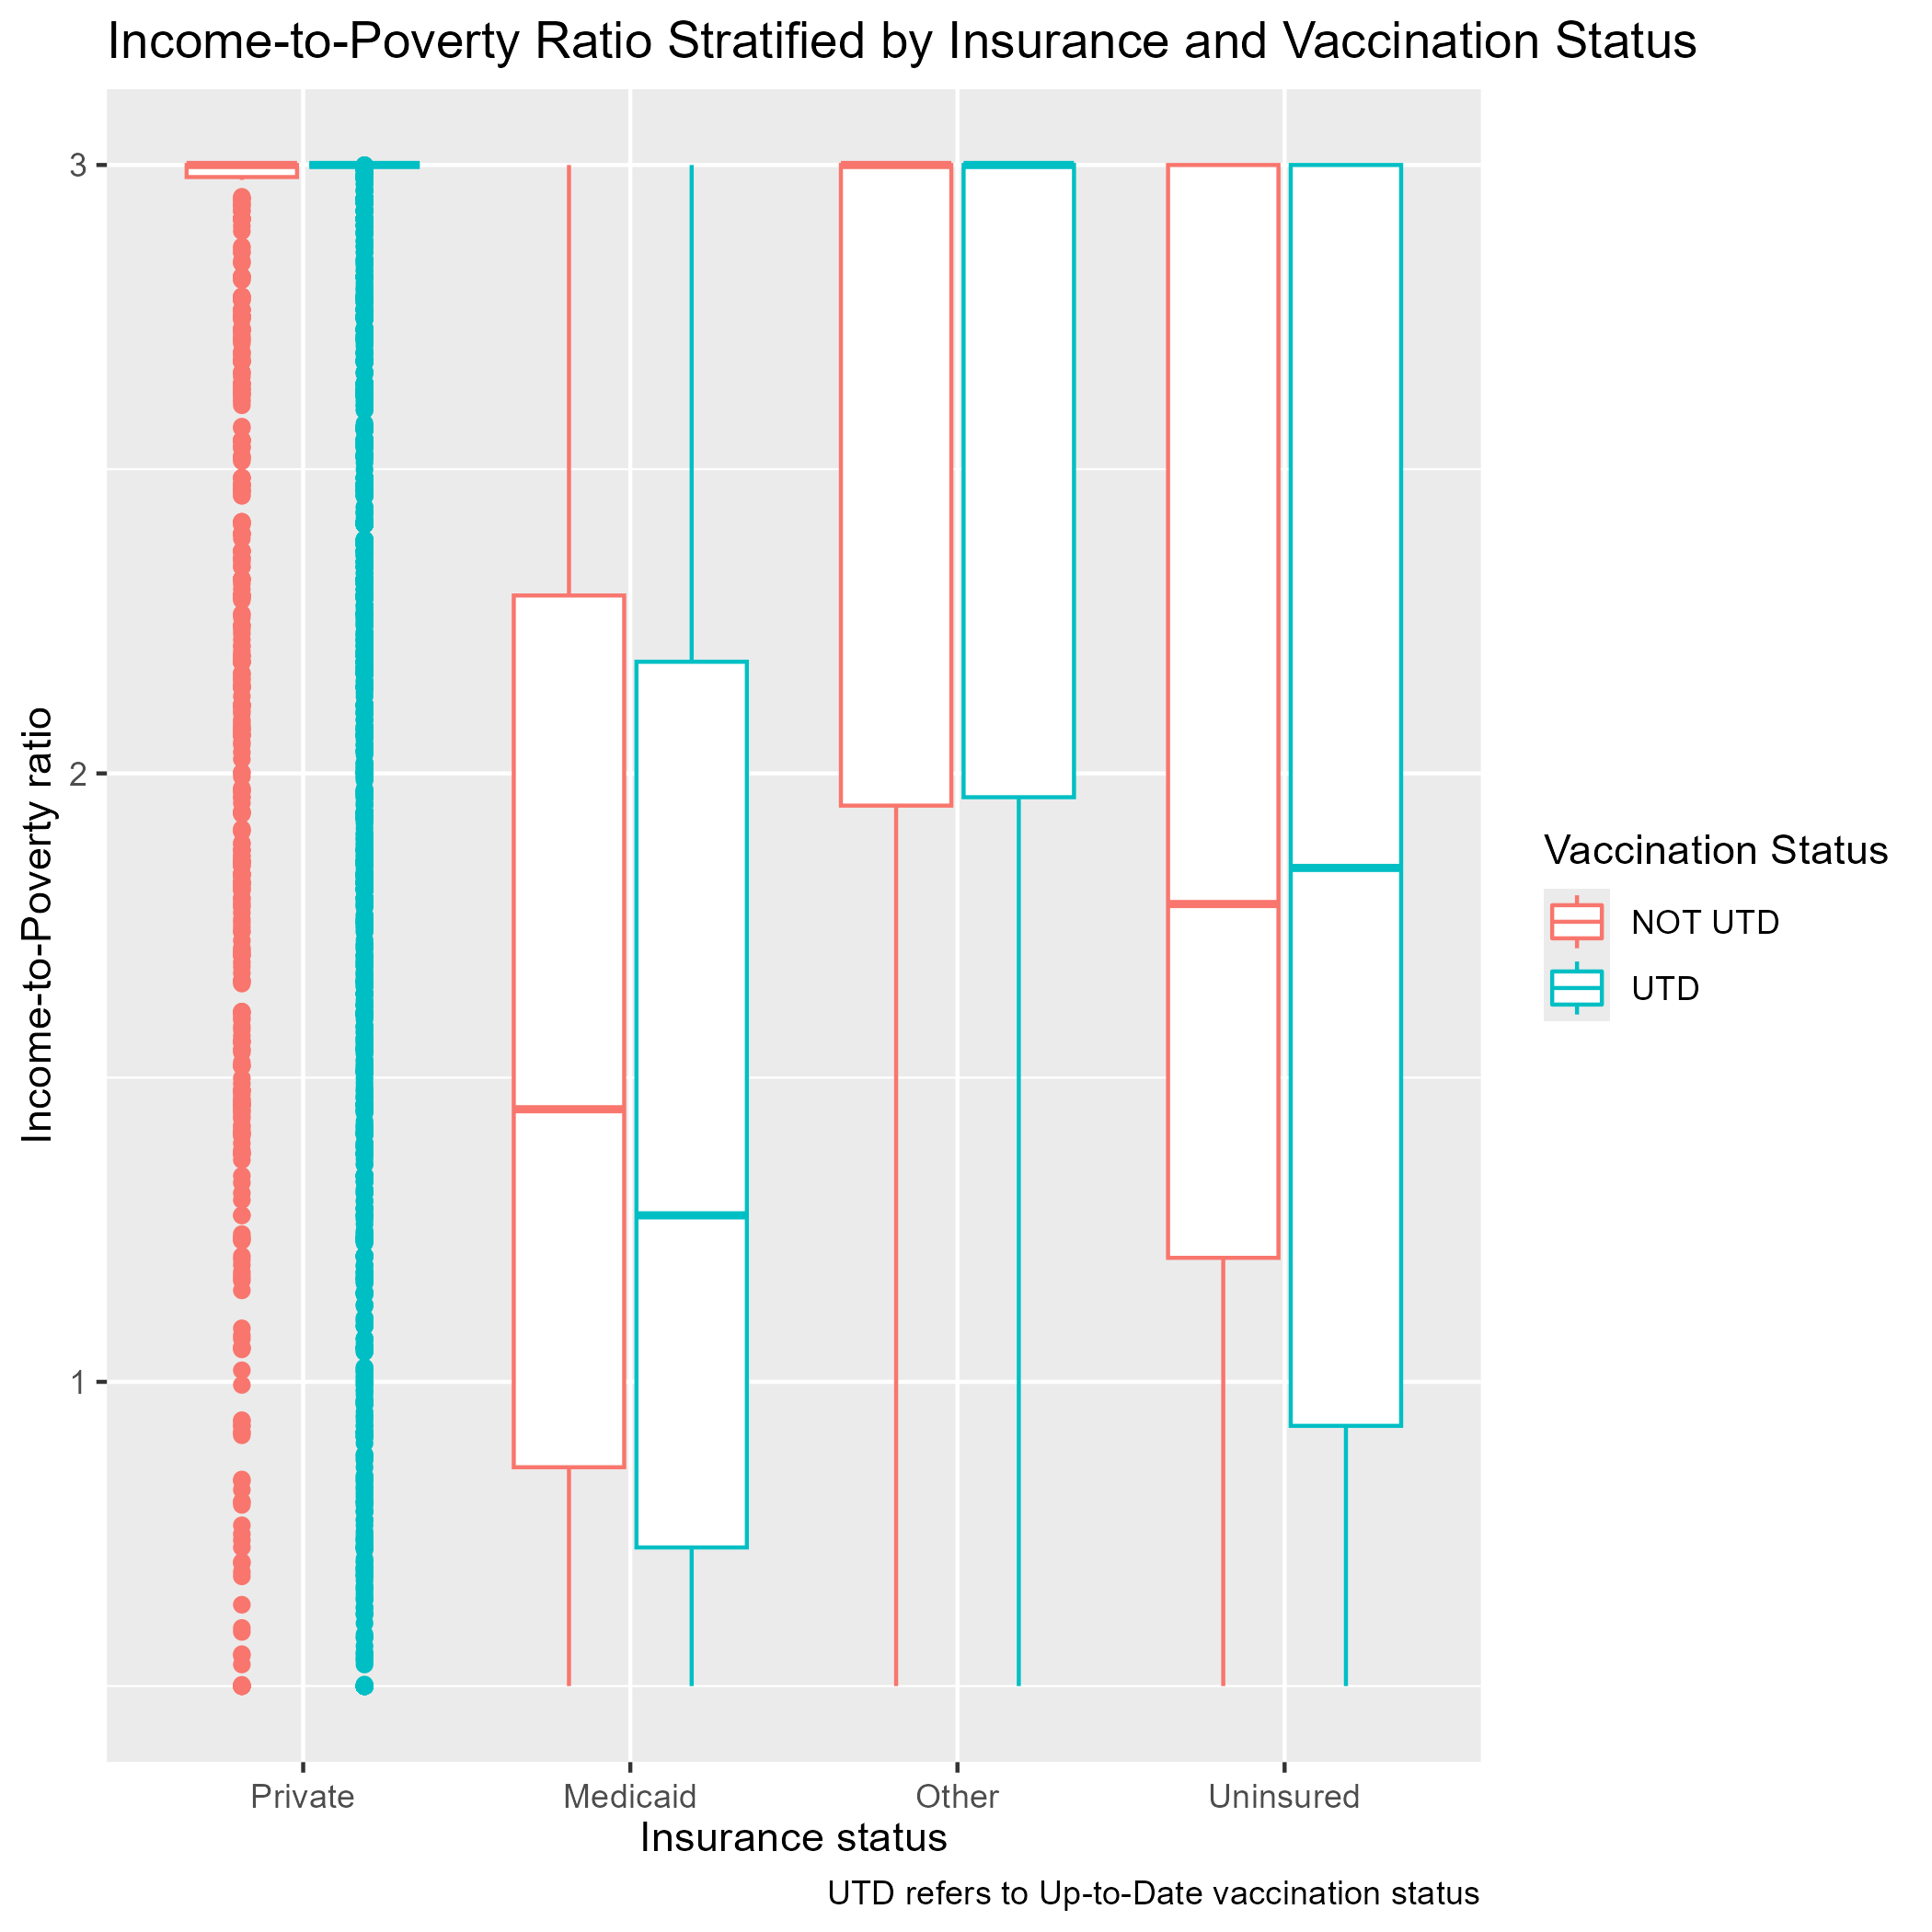 Income-to-Poverty Ratio Stratified by Insurance and Vaccination Status
3
2
1
Income-to-Poverty ratio
Private
Medicaid
Other
Uninsured
Insurance status
Vaccination Status
NOT UTD
UTD
UTD refers to Up-to-Date vaccination status